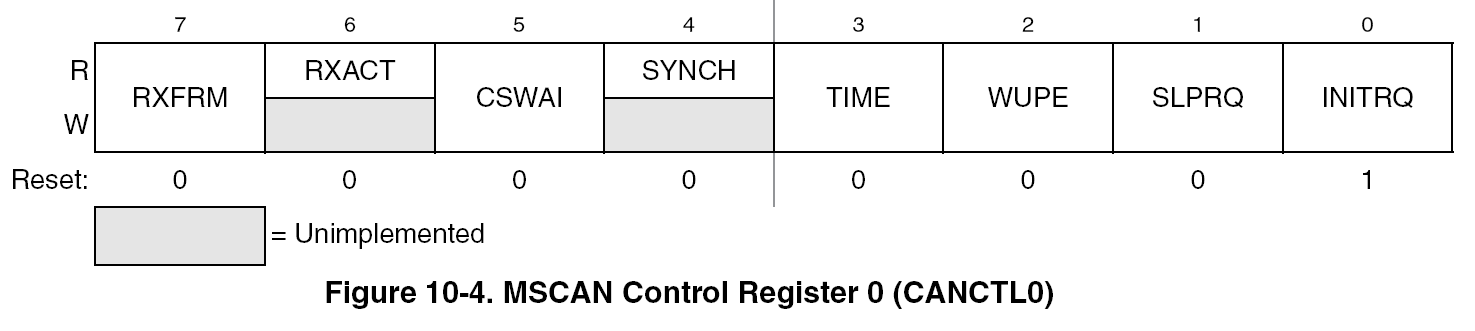 7 6 5 4 3 2 1 0
R RXFRM RXACT CSWAI SYNCH TIME WUPE SLPRQ INITRQ
W
Reset: 0 0 0 0 0 0 0 1
= Unimplemented
Figure 10-4. MSCAN Control Register 0 (CANCTL0)